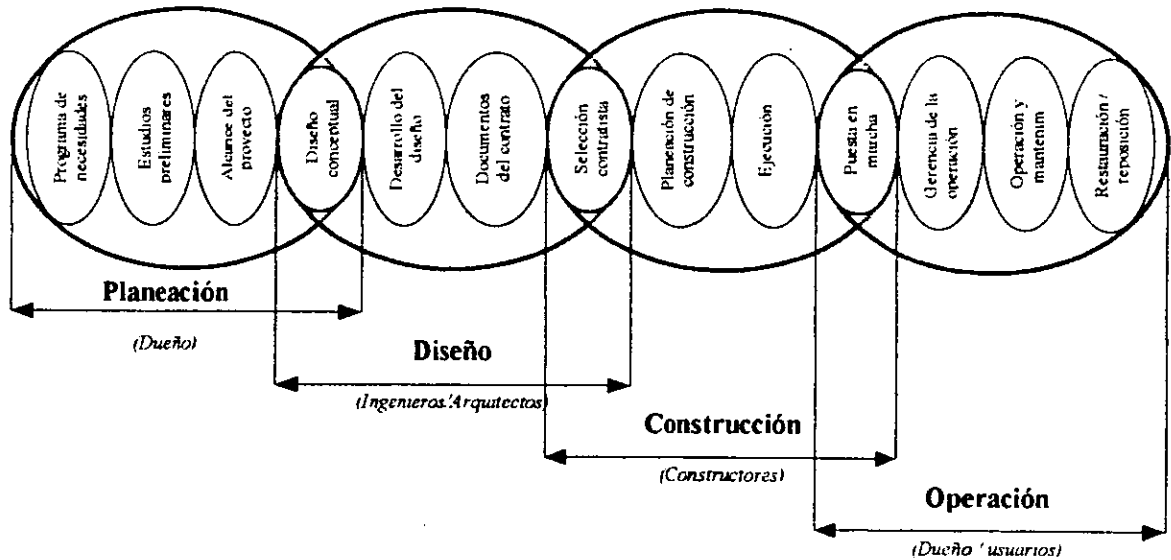 Programa de
necesidades
Estudios
preliminares
Alcance del
proyecto
Diseño
conceptual
Desarrollo del
diseño
Documentos
del contrato
Selección
contratista
Planeación de
construcción
Ejecución
Puesta en
marcha
Gerencia de la
operación
Operación y
mantenim
Restauración /
reposición
Planeación
(Dueño)
Diseño
(Ingenieros/Arquitectos)
Construcción
(Constructores)
Operación
(Dueño / usuarios)